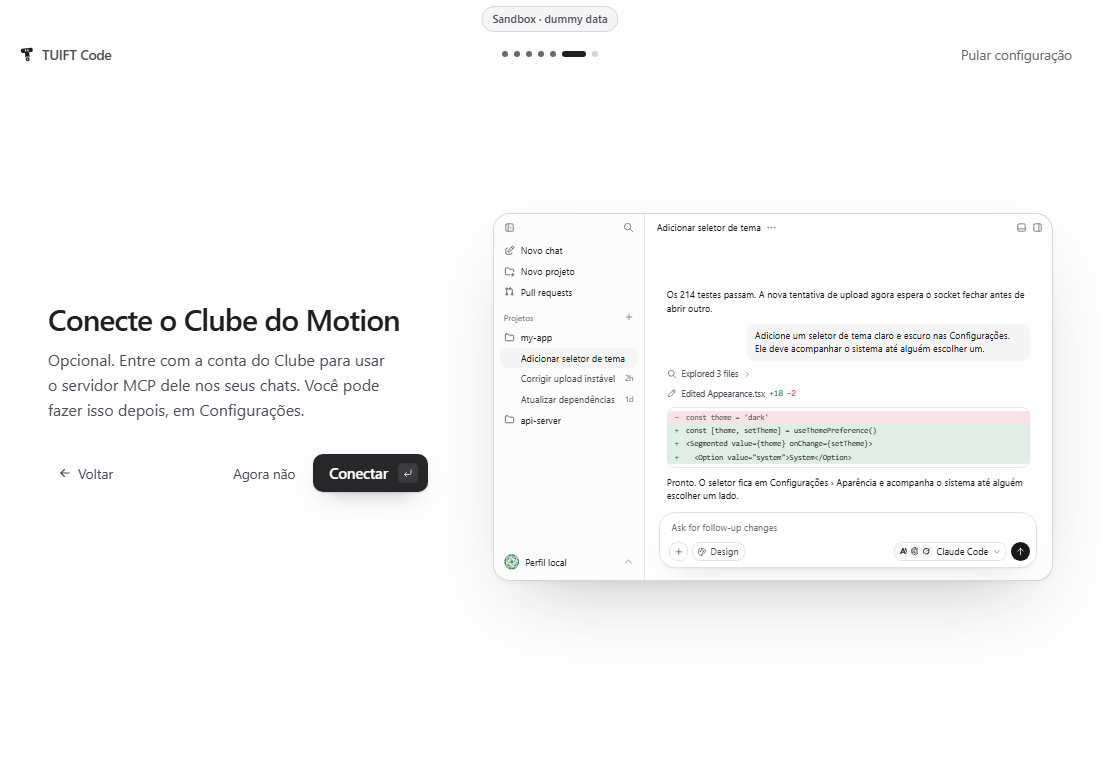 Sandbox · dummy data
TUIFT Code
Pular configuração
Conecte o Clube do Motion
Opcional. Entre com a conta do Clube para usar
o servidor MCP dele nos seus chats. Você pode
fazer isso depois, em Configurações.
Voltar
Agora não
Conectar
Novo chat
Novo projeto
Pull requests
Projetos
my-app
Adicionar seletor de tema
Corrigir upload instável 2h
Atualizar dependências 1d
api-server
Perfil local
Adicionar seletor de tema ···
Os 214 testes passam. A nova tentativa de upload agora espera o socket fechar antes de
abrir outro.
Adicione um seletor de tema claro e escuro nas Configurações.
Ele deve acompanhar o sistema até alguém escolher um.
Explored 3 files
Edited Appearance.tsx +18 −2
− const theme = 'dark'
+ const [theme, setTheme] = useThemePreference()
+ <Segmented value={theme} onChange={setTheme}>
+ <Option value="system">System</Option>
Pronto. O seletor fica em Configurações › Aparência e acompanha o sistema até alguém
escolher um lado.
Ask for follow-up changes
Design
Claude Code